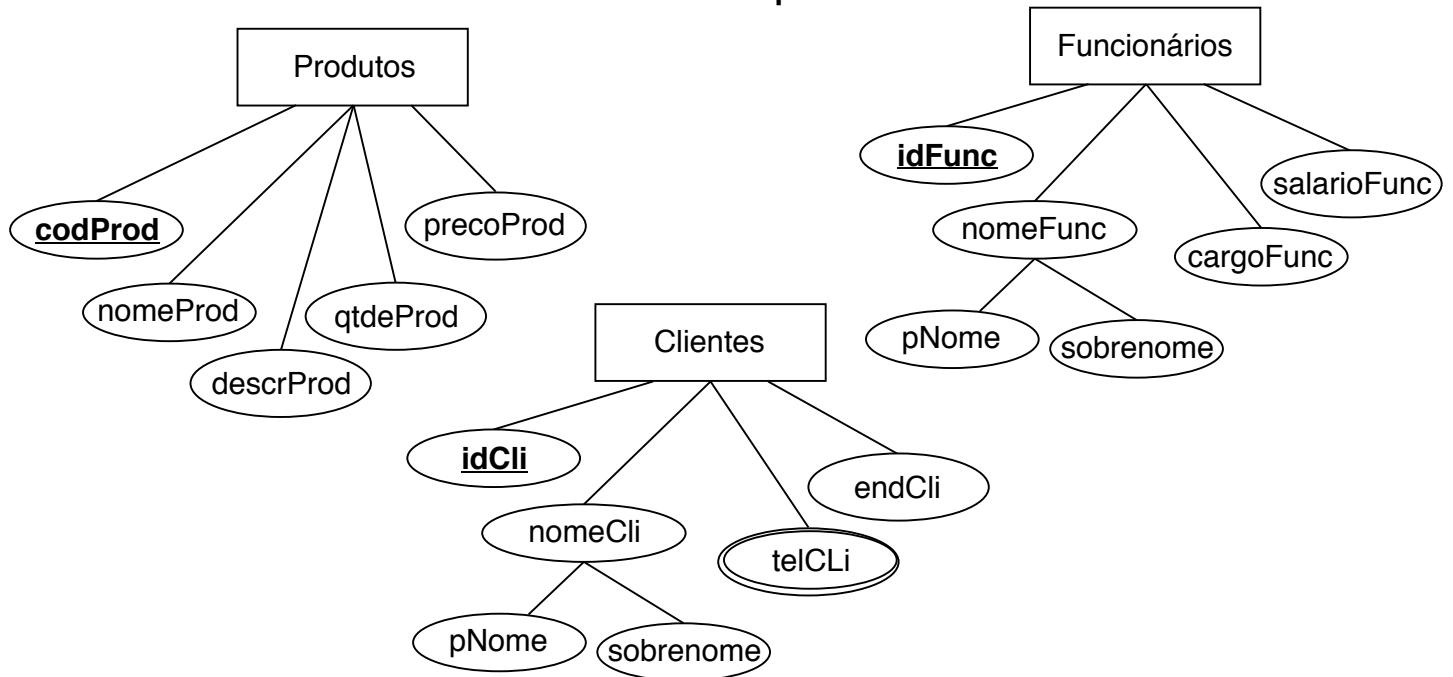 Produtos
codProd
nomeProd
descrProd
qtdeProd
precoProd
Funcionários
idFunc
nomeFunc
pNome
sobrenome
cargoFunc
salarioFunc
Clientes
idCli
nomeCli
pNome
sobrenome
telCLi
endCli